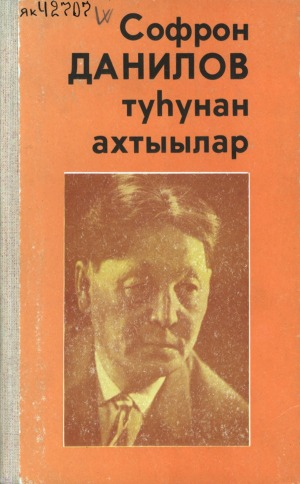 як42707
Софрон
ДАНИЛОВ
туһунан
ахтыылар